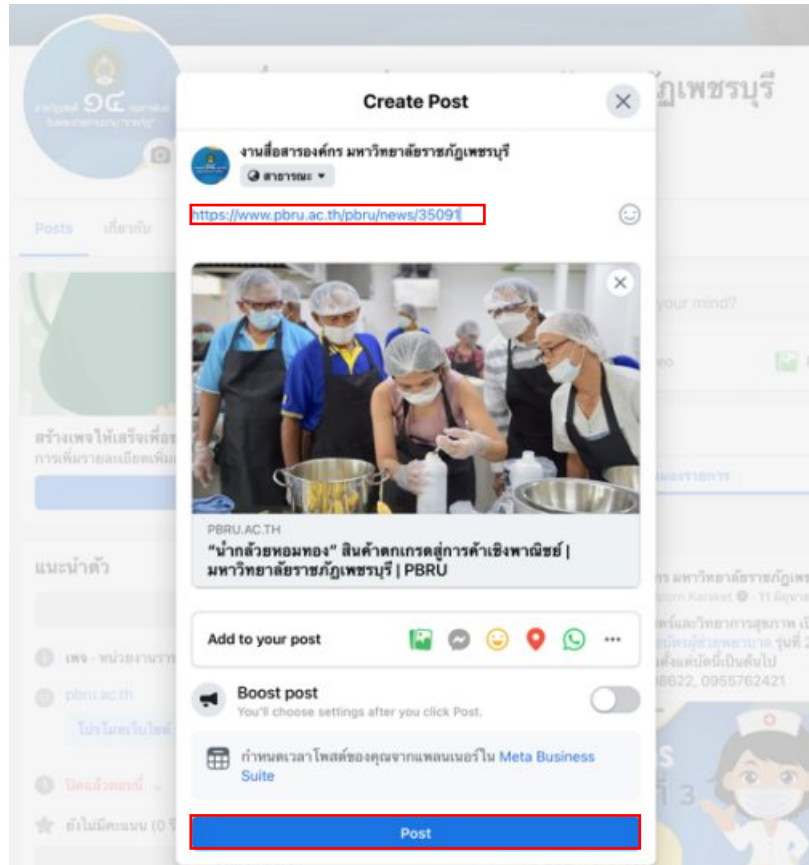 ฏเพชรบุรี
๑๔
Create Post
งานสื่อสารองค์กร มหาวิทยาลัยราชภัฏเพชรบุรี
สาธารณะ
https://www.pbru.ac.th/pbru/news/35091
Posts
เกี่ยวกับ
your mind?
PBRU.AC.TH
“น้ำกล้วยหอมทอง” สินค้าตกเกรดสู่การค้าเชิงพาณิชย์ |
มหาวิทยาลัยราชภัฏเพชรบุรี | PBRU
สร้างเพจให้เสร็จเพื่อ
การเพิ่มรายละเอียดเพิ่ม
แนะนำตัว
Add to your post
Boost post
You'll choose settings after you click Post.
กำหนดเวลาโพสต์ของคุณจากแพลนเนอร์ใน Meta Business
Suite
Post
pbru.ac.th
โปรโมทเว็บไซต์
ปิดแล้วตอนนี้
ยังไม่มีคะแนน (0 รี
8622, 0955762421
ที่ 3